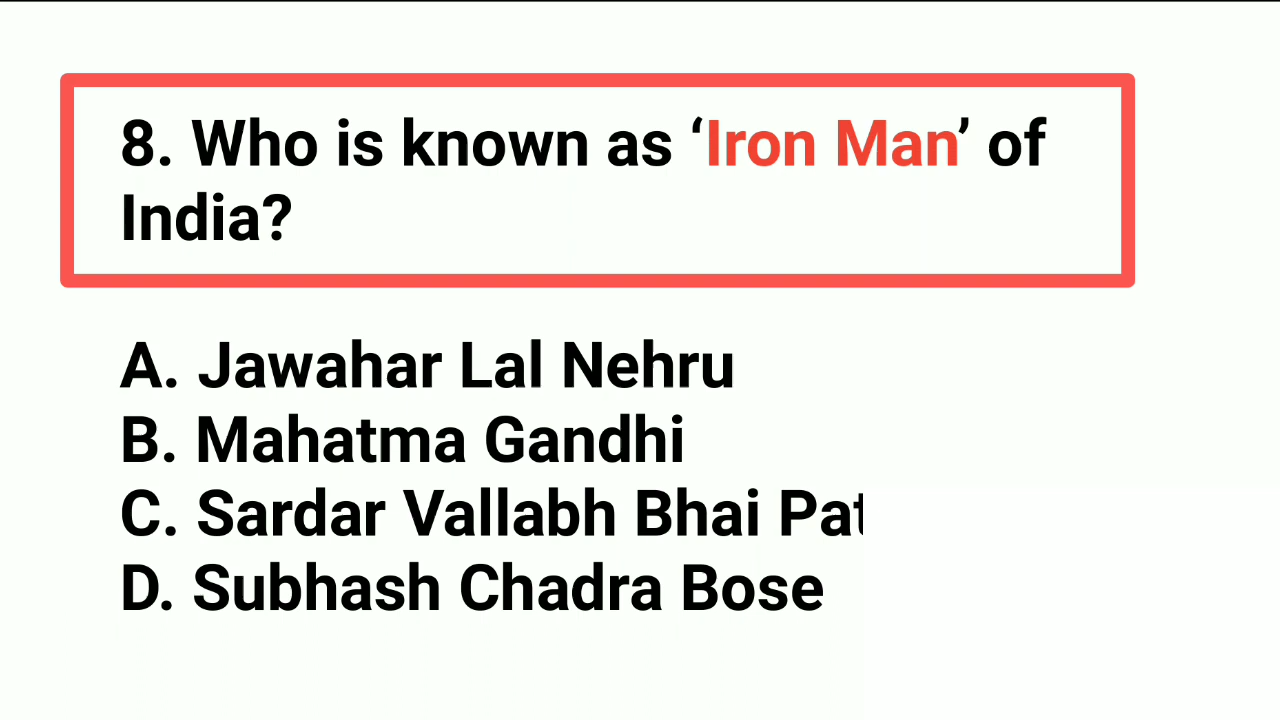 8. Who is known as ‘Iron Man’ of
India?
A. Jawahar Lal Nehru
B. Mahatma Gandhi
C. Sardar Vallabh Bhai
D. Subhash Chadra Bose